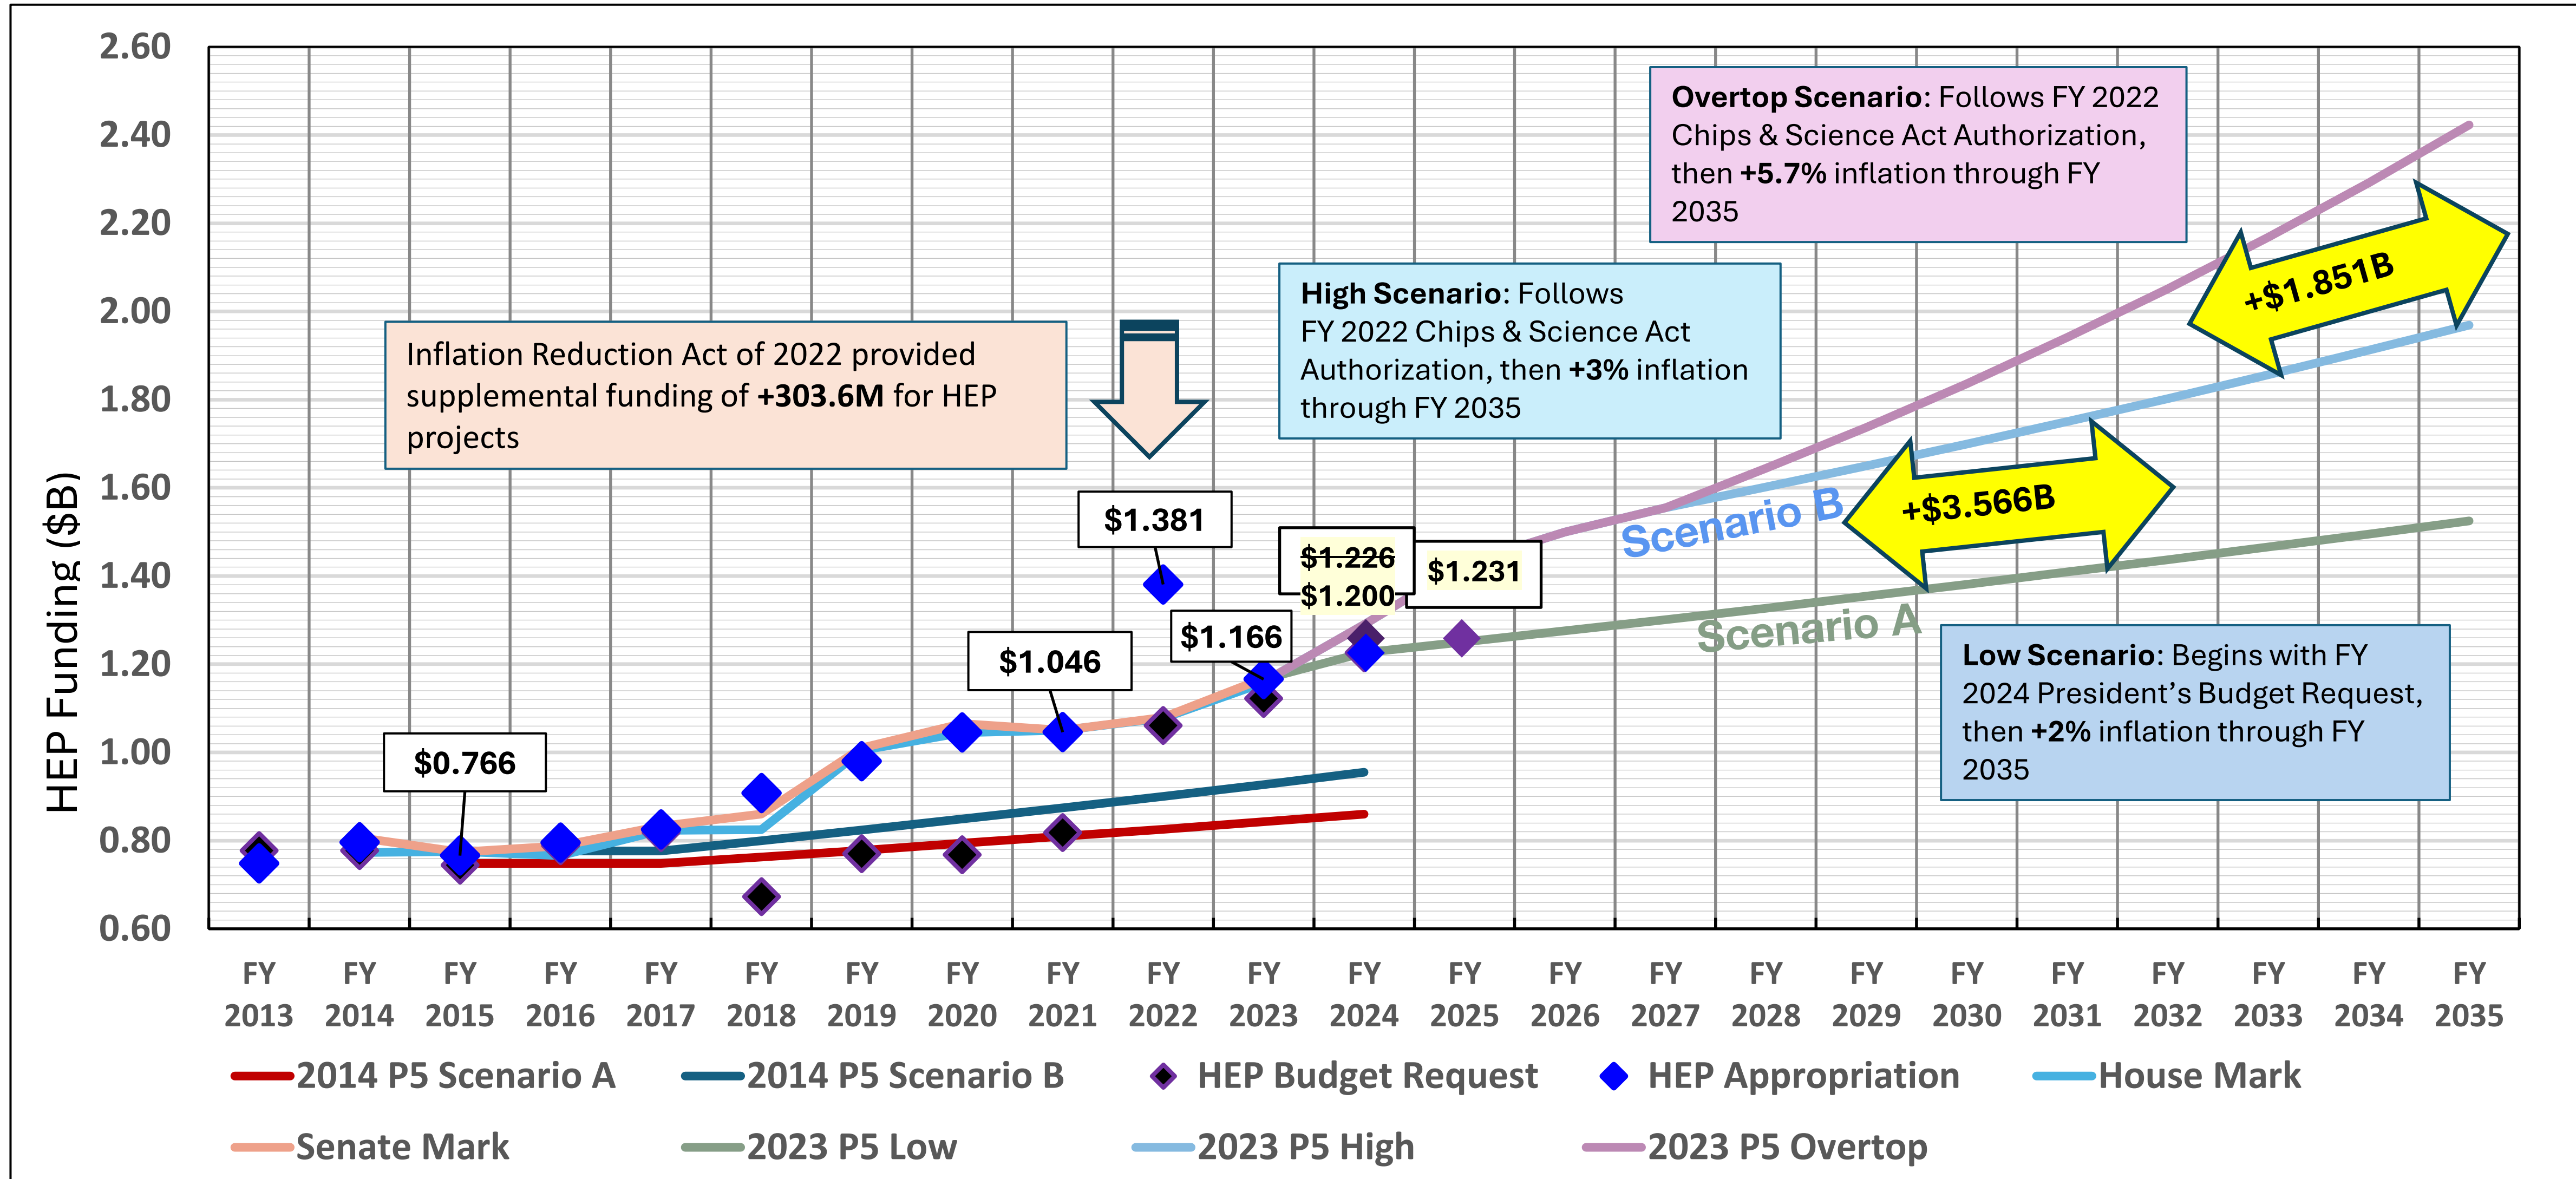 2.60
2.40
2.20
2.00
1.80
1.60
1.40
1.20
1.00
0.80
0.60
HEP Funding ($B)
Overtop Scenario: Follows FY 2022
Chips & Science Act Authorization,
then +5.7% inflation through FY
2035
High Scenario: Follows
FY 2022 Chips & Science Act
Authorization, then +3% inflation
through FY 2035
Inflation Reduction Act of 2022 provided
supplemental funding of +303.6M for HEP
projects
+$1.851B
+$3.566B
Scenario B
Scenario A
$1.381
$1.226
$1.200
$1.231
$1.166
$1.046
$0.766
Low Scenario: Begins with FY
2024 President’s Budget Request,
then +2% inflation through FY
2035
FY FY FY FY FY FY FY FY FY FY FY FY FY FY FY FY FY FY FY FY FY FY FY
2013 2014 2015 2016 2017 2018 2019 2020 2021 2022 2023 2024 2025 2026 2027 2028 2029 2030 2031 2032 2033 2034 2035
2014 P5 Scenario A 2014 P5 Scenario B HEP Budget Request HEP Appropriation House Mark
Senate Mark 2023 P5 Low 2023 P5 High 2023 P5 Overtop